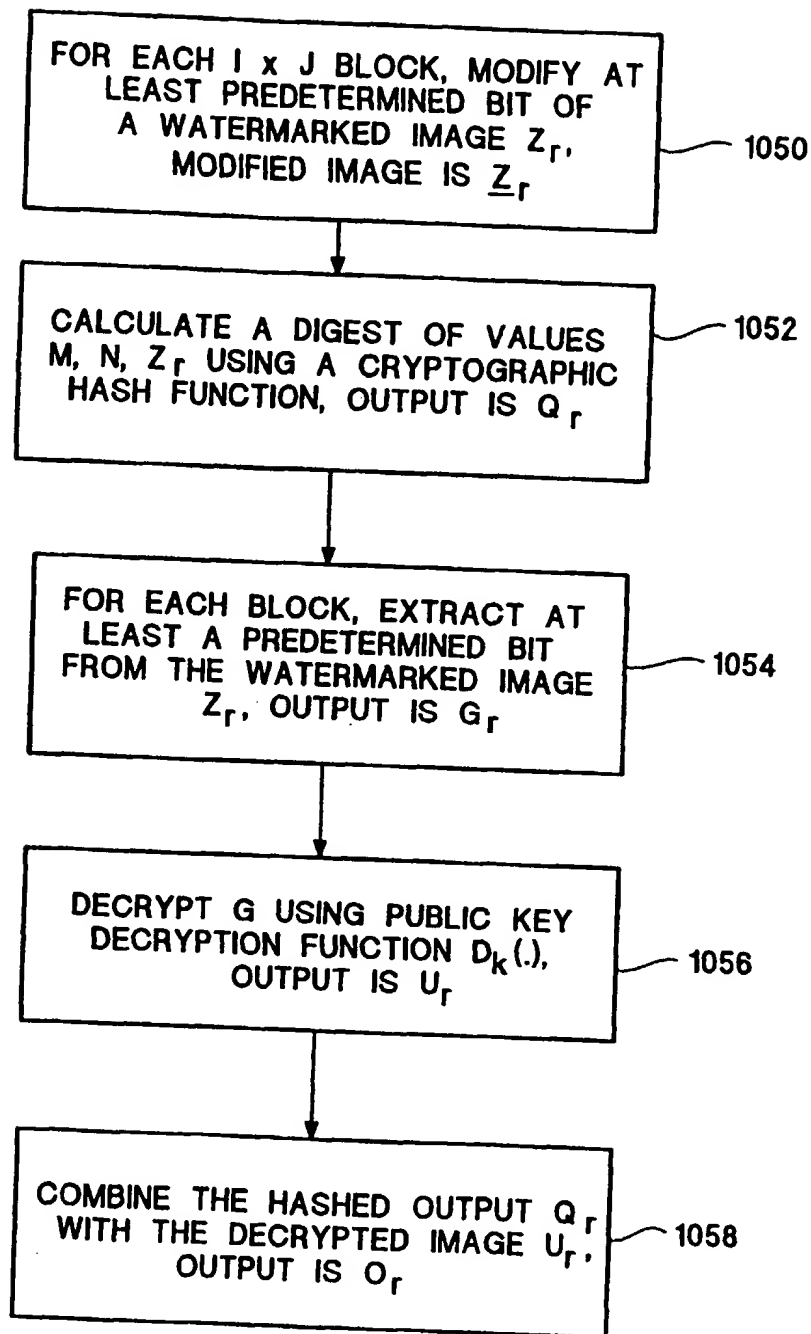 FOR EACH I x J BLOCK, MODIFY AT
LEAST PREDETERMINED BIT OF
A WATERMARKED IMAGE Zr,
MODIFIED IMAGE IS Zr
1050
CALCULATE A DIGEST OF VALUES
M, N, Zr USING A CRYPTOGRAPHIC
HASH FUNCTION, OUTPUT IS Qr
1052
FOR EACH BLOCK, EXTRACT AT
LEAST A PREDETERMINED BIT
FROM THE WATERMARKED IMAGE
Zr, OUTPUT IS Gr
1054
DECRYPT G USING PUBLIC KEY
DECRYPTION FUNCTION Dk(.),
OUTPUT IS Ur
1056
COMBINE THE HASHED OUTPUT Qr
WITH THE DECRYPTED IMAGE Ur,
OUTPUT IS Or
1058